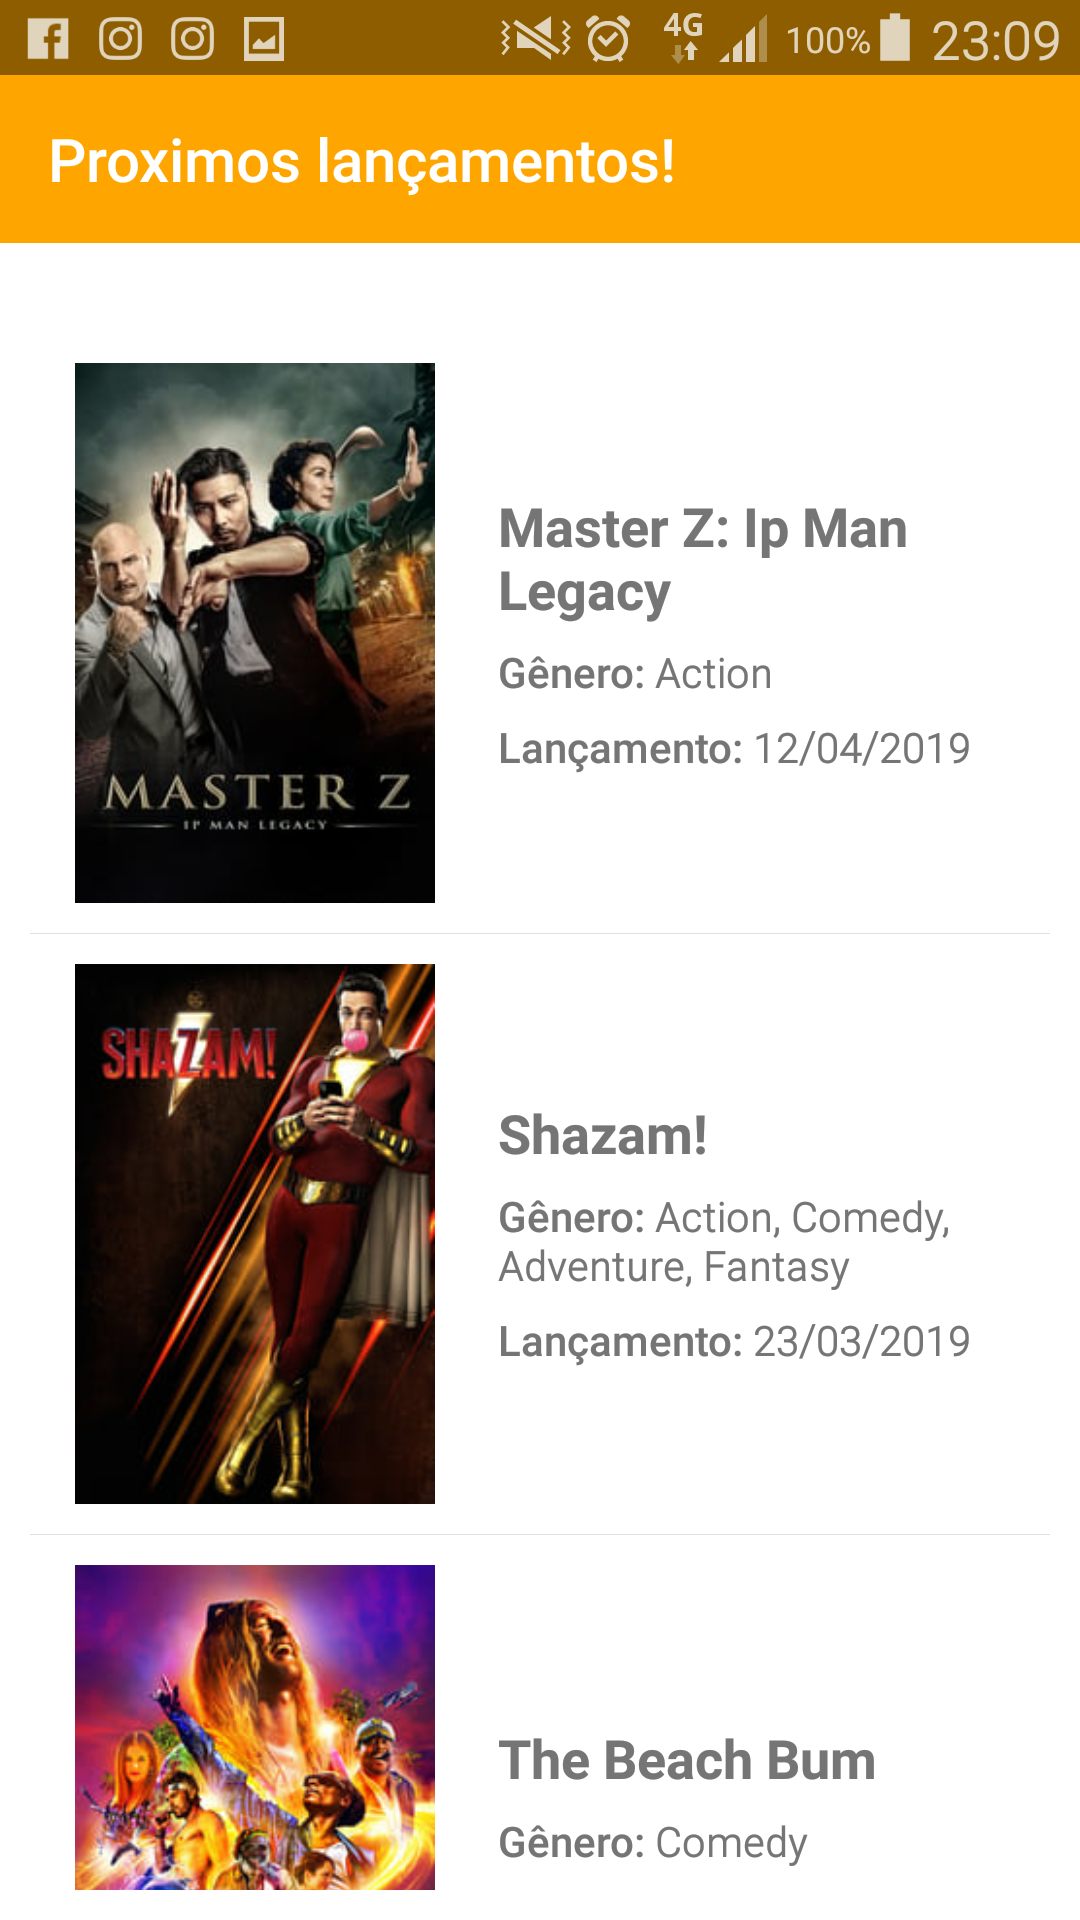 4G 100% 23:09
Proximos lançamentos!
MASTER Z
IP MAN LEGACY
Master Z: Ip Man
Legacy
Gênero: Action
Lançamento: 12/04/2019
SHAZAM!
Shazam!
Gênero: Action, Comedy,
Adventure, Fantasy
Lançamento: 23/03/2019
The Beach Bum
Gênero: Comedy